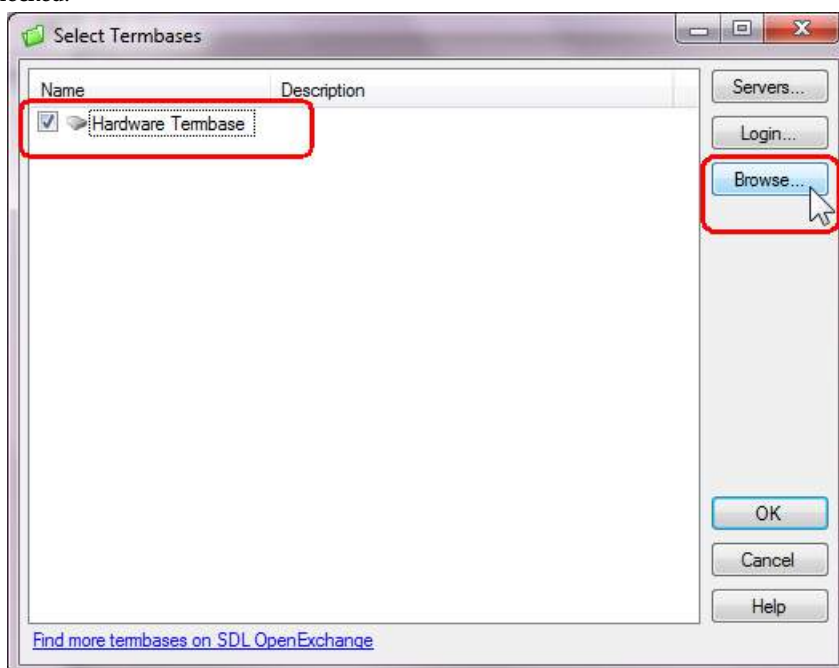 Select Termbases
Name Description Servers...
Hardware Termbase Login...
Browse...
OK
Cancel
Help
Find more termbases on SDL OpenExchange